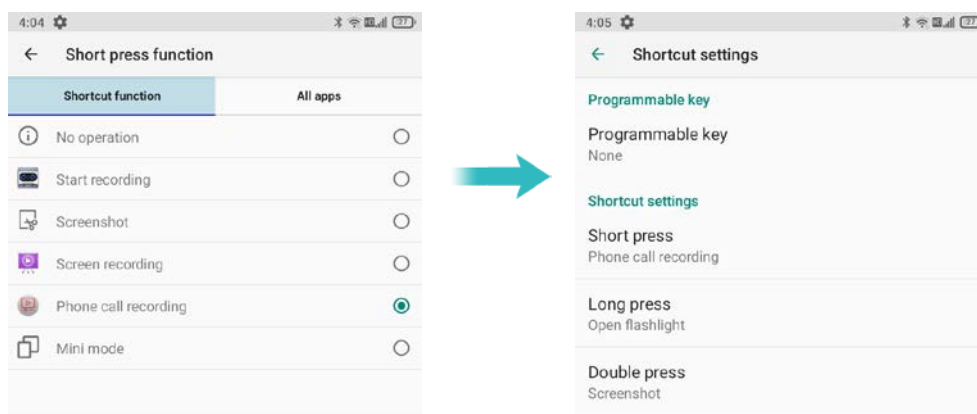 4:04
27
Short press function
Shortcut function
All apps
No operation
Start recording
Screenshot
Screen recording
Phone call recording
Mini mode
4:05
27
Shortcut settings
Programmable key
Programmable key
None
Shortcut settings
Short press
Phone call recording
Long press
Open flashlight
Double press
Screenshot